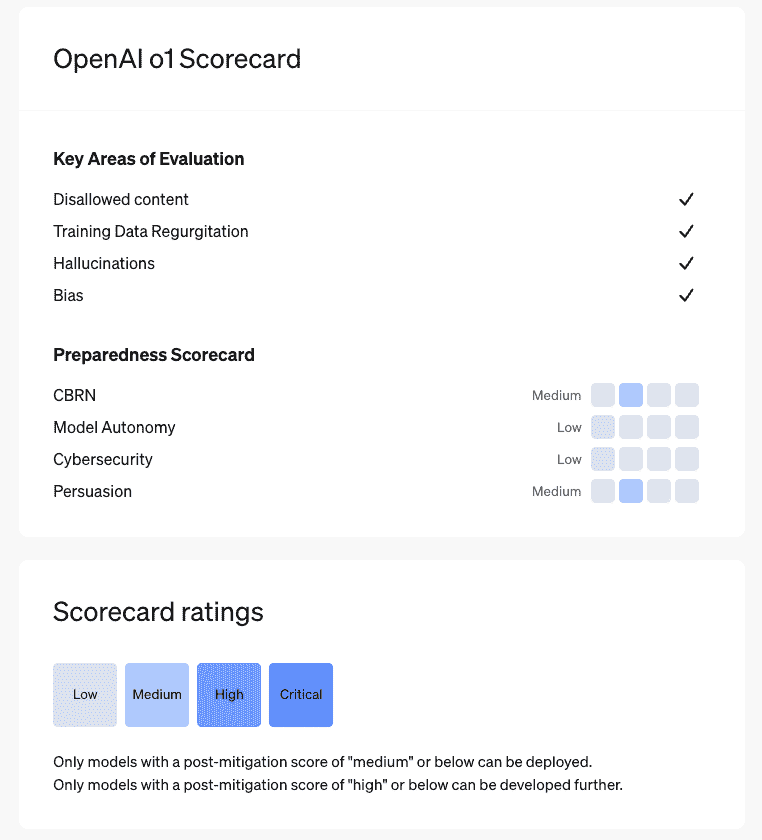 OpenAI o1 Scorecard
Key Areas of Evaluation
Disallowed content
Training Data Regurgitation
Hallucinations
Bias
Preparedness Scorecard
CBRN Medium
Model Autonomy Low
Cybersecurity Low
Persuasion Medium
Scorecard ratings
Low Medium High Critical
Only models with a post-mitigation score of "medium" or below can be deployed.
Only models with a post-mitigation score of "high" or below can be developed further.